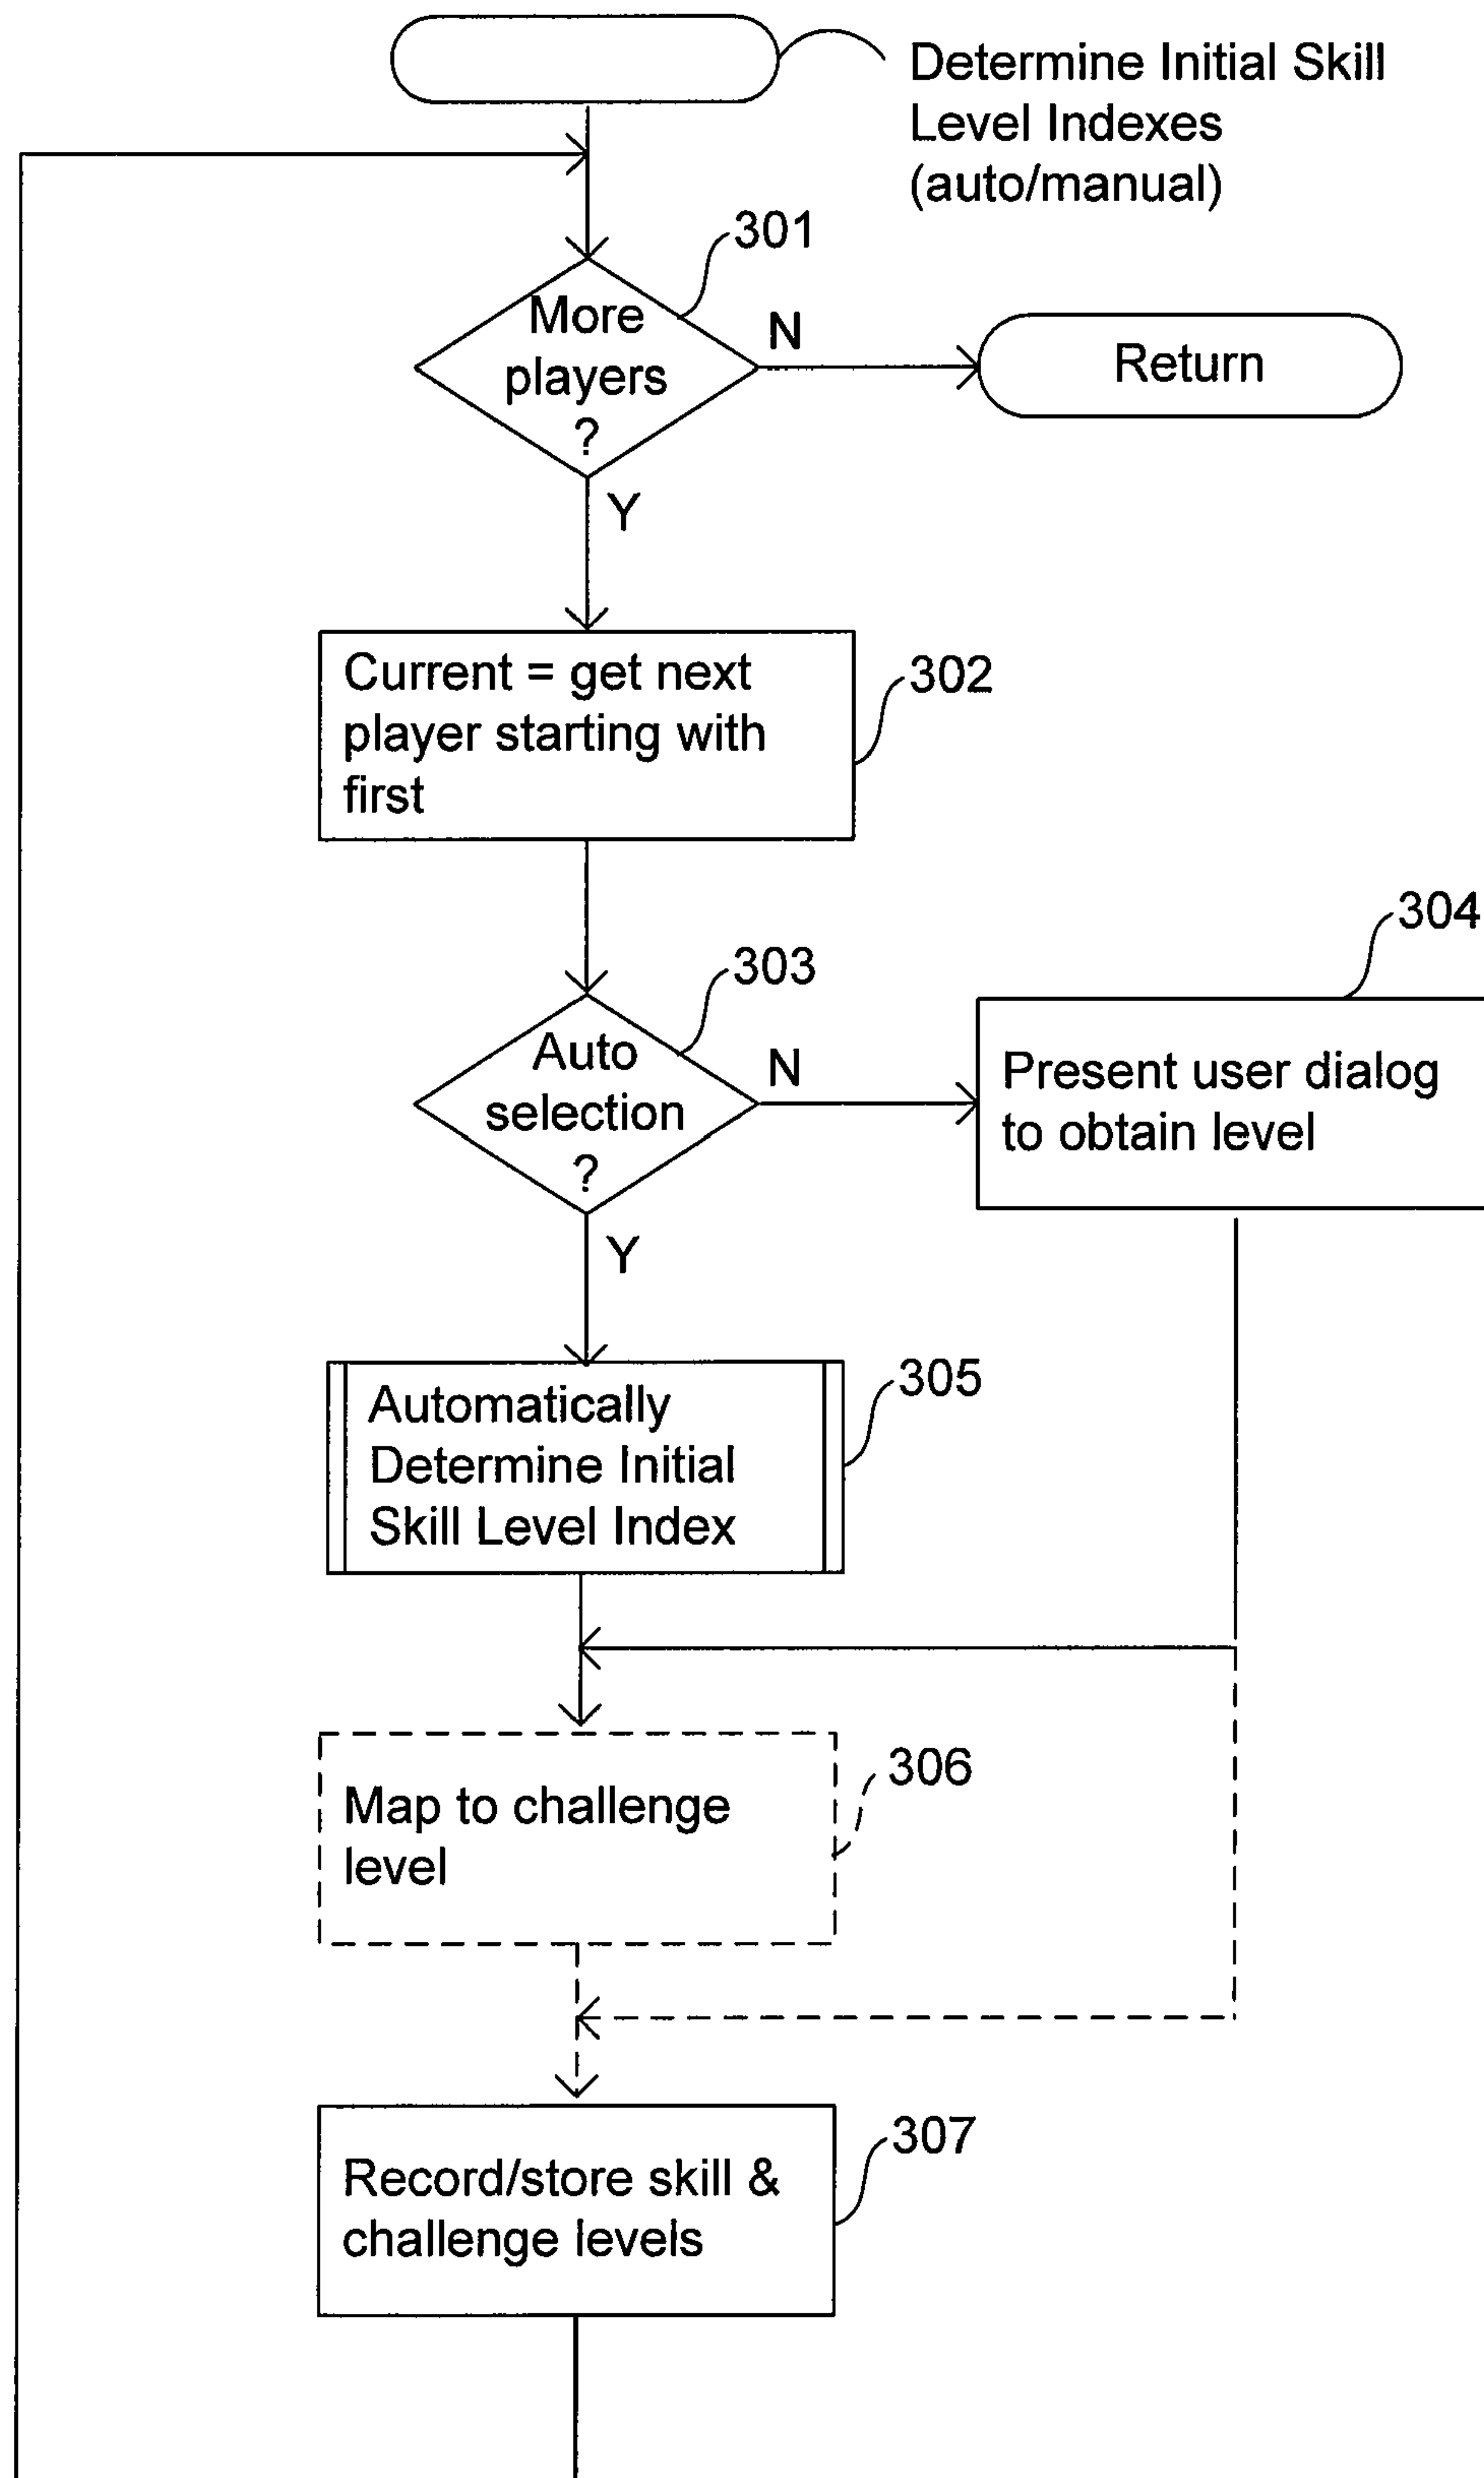 Determine Initial Skill
Level Indexes
(auto/manual)
301
More
players
?
N
Return
Y
302
Current = get next
player starting with
first
304
303
Auto
selection
?
N
Present user dialog
to obtain level
Y
305
Automatically
Determine Initial
Skill Level Index
306
Map to challenge
level
307
Record/store skill &
challenge levels